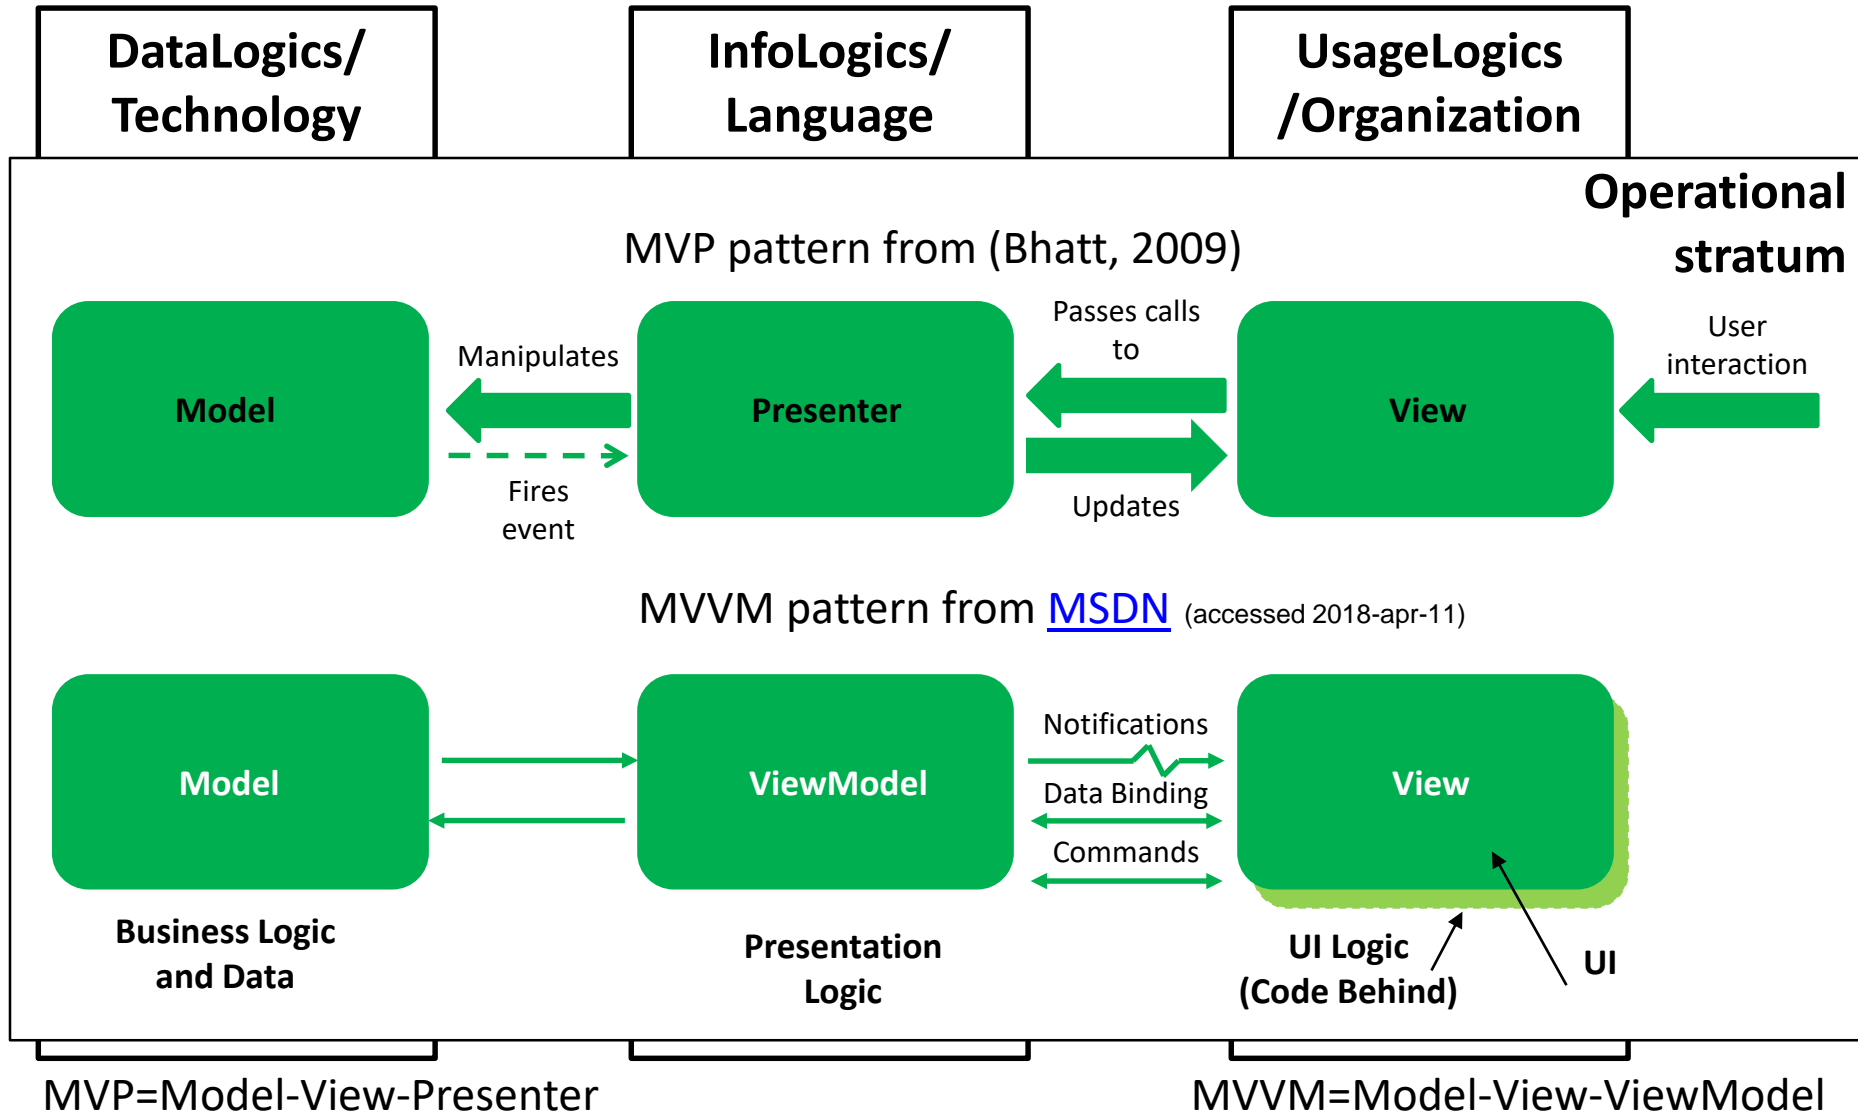 DataLogics/
Technology
InfoLogics/
Language
UsageLogics
/Organization
Operational
stratum
MVP pattern from (Bhatt, 2009)
Model
Manipulates
Fires
event
Presenter
Passes calls
to
Updates
View
User
interaction
MVVM pattern from MSDN (accessed 2018-apr-11)
Model
ViewModel
Notifications
Data Binding
Commands
View
Business Logic
and Data
Presentation
Logic
UI Logic
(Code Behind)
UI
MVP=Model-View-Presenter
MVVM=Model-View-ViewModel